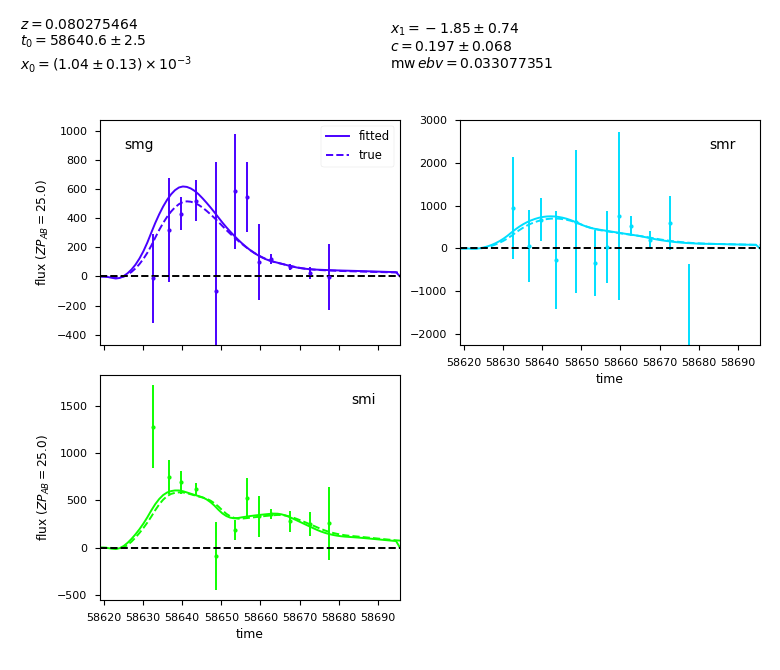 z = 0.080275464
t₀ = 58640.6 ± 2.5
x₀ = (1.04 ± 0.13) × 10⁻³
x₁ = −1.85 ± 0.74
c = 0.197 ± 0.068
mw ebv = 0.033077351
smg
fitted
true
1000
800
600
400
200
0
−200
−400
flux (ZP_AB = 25.0)
smr
3000
2000
1000
0
−1000
−2000
58620 58630 58640 58650 58660 58670 58680 58690
time
smi
1500
1000
500
0
−500
flux (ZP_AB = 25.0)
58620 58630 58640 58650 58660 58670 58680 58690
time